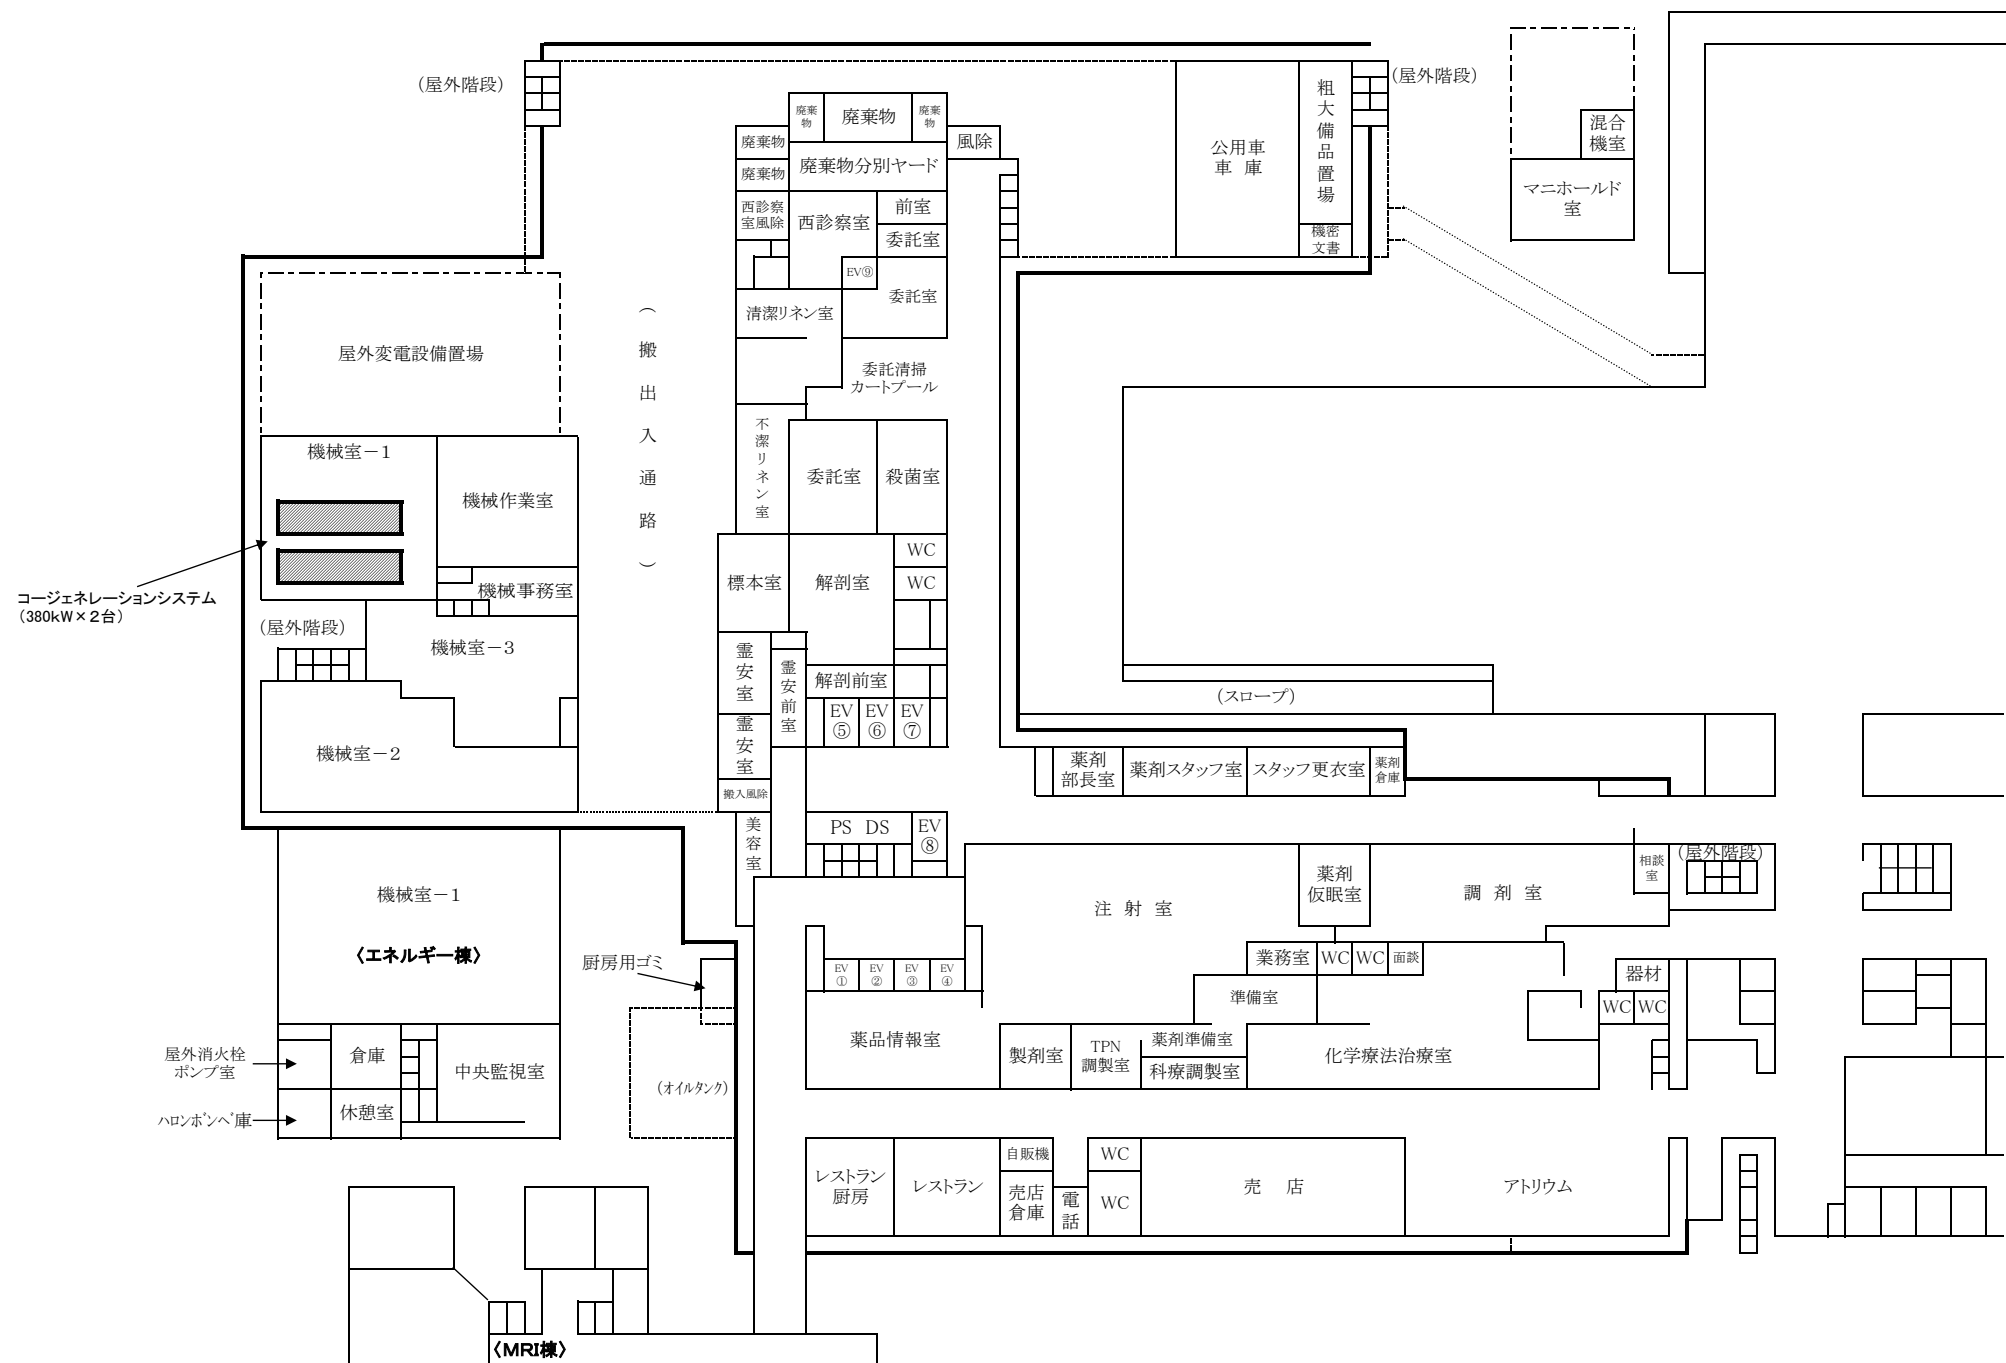 (屋外階段)
(屋外階段)
粗大備品置場
公用車
車 庫
機密
文書
混合
機室
マニホールド
室
廃棄
物
廃棄物
廃棄
物
廃棄物
風除
廃棄物
廃棄物分別ヤード
西診察
室風除
西診察室
前室
委託室
EV⑨
委託室
清潔リネン室
委託清掃
カートプール
(搬出入通路)
屋外変電設備置場
機械室－1
機械作業室
機械事務室
コージェネレーションシステム
(380kW×2台)
(屋外階段)
機械室－3
機械室－2
不潔リネン室
委託室
殺菌室
標本室
解剖室
WC
WC
霊安室
霊安前室
解剖前室
EV
⑤
EV
⑥
EV
⑦
霊安室
搬入風除
美容室
PS DS
EV
⑧
(スロープ)
薬剤
部長室
薬剤スタッフ室
スタッフ更衣室
薬剤
倉庫
機械室－1
〈エネルギー棟〉
厨房用ゴミ
注 射 室
薬剤
仮眠室
調 剤 室
相談
室
(屋外階段)
業務室
WC
WC
面談
準備室
器材
WC
WC
EV
①
EV
②
EV
③
EV
④
薬品情報室
製剤室
TPN
調製室
薬剤準備室
科療調製室
化学療法治療室
屋外消火栓
ポンプ室
倉庫
中央監視室
ハロンボンベ庫
休憩室
(オイルタンク)
レストラン
厨房
レストラン
自販機
売店
倉庫
電話
WC
WC
売 店
アトリウム
〈MRI棟〉